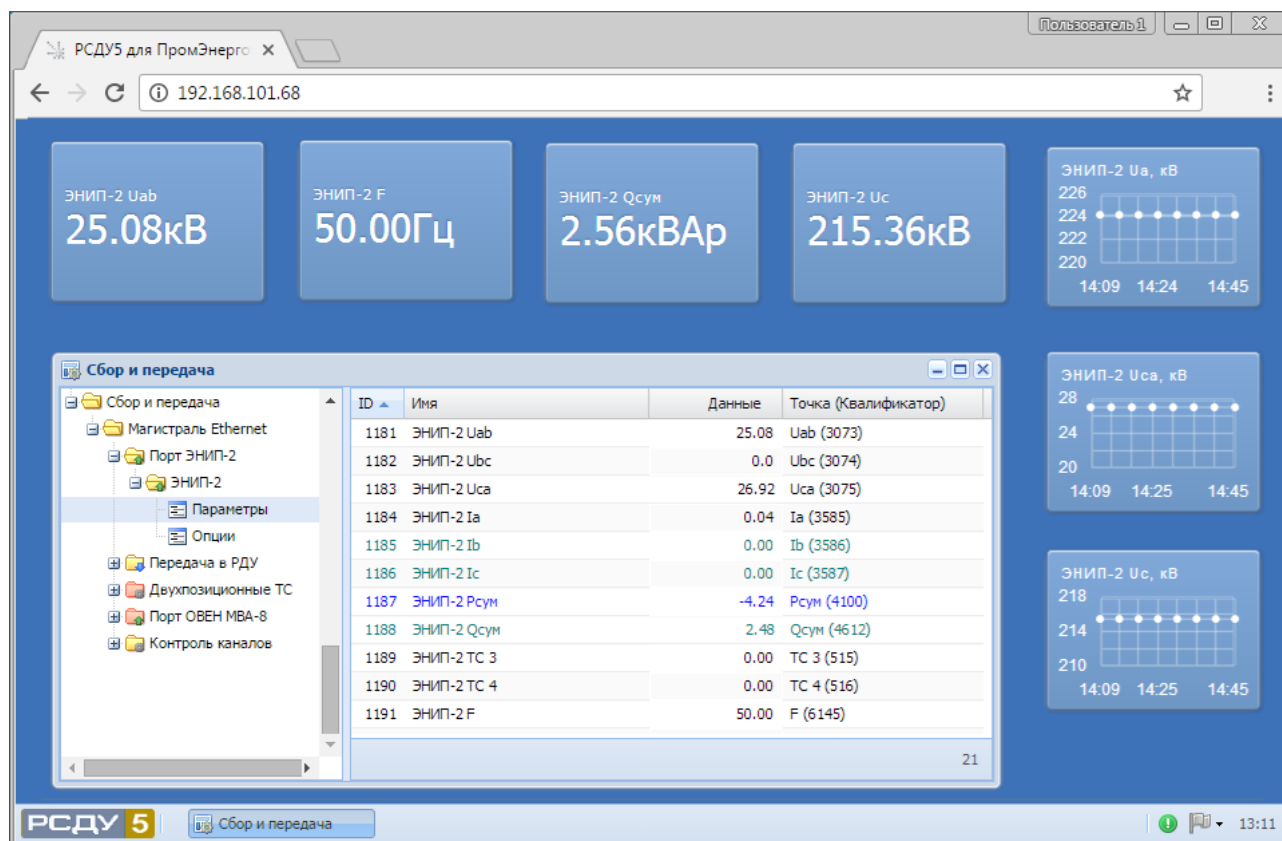 Пользователь 1
РСДУ5 для ПромЭнерго
192.168.101.68
ЭНИП-2 Uab
25.08кВ
ЭНИП-2 F
50.00Гц
ЭНИП-2 Qсум
2.56кВАр
ЭНИП-2 Uc
215.36кВ
ЭНИП-2 Ua, кВ
226
224
222
220
14:09 14:24 14:45
ЭНИП-2 Uca, кВ
28
24
20
14:09 14:25 14:45
ЭНИП-2 Uc, кВ
218
214
210
14:09 14:25 14:45
Сбор и передача
Сбор и передача
Магистраль Ethernet
Порт ЭНИП-2
ЭНИП-2
Параметры
Опции
Передача в РДУ
Двухпозиционные ТС
Порт ОВЕН МВА-8
Контроль каналов
ID Имя Данные Точка (Квалификатор)
1181 ЭНИП-2 Uab 25.08 Uab (3073)
1182 ЭНИП-2 Ubc 0.0 Ubc (3074)
1183 ЭНИП-2 Uca 26.92 Uca (3075)
1184 ЭНИП-2 Ia 0.04 Ia (3585)
1185 ЭНИП-2 Ib 0.00 Ib (3586)
1186 ЭНИП-2 Ic 0.00 Ic (3587)
1187 ЭНИП-2 Pсум -4.24 Pсум (4100)
1188 ЭНИП-2 Qсум 2.48 Qсум (4612)
1189 ЭНИП-2 ТС 3 0.00 ТС 3 (515)
1190 ЭНИП-2 ТС 4 0.00 ТС 4 (516)
1191 ЭНИП-2 F 50.00 F (6145)
21
РСДУ 5
Сбор и передача
13:11